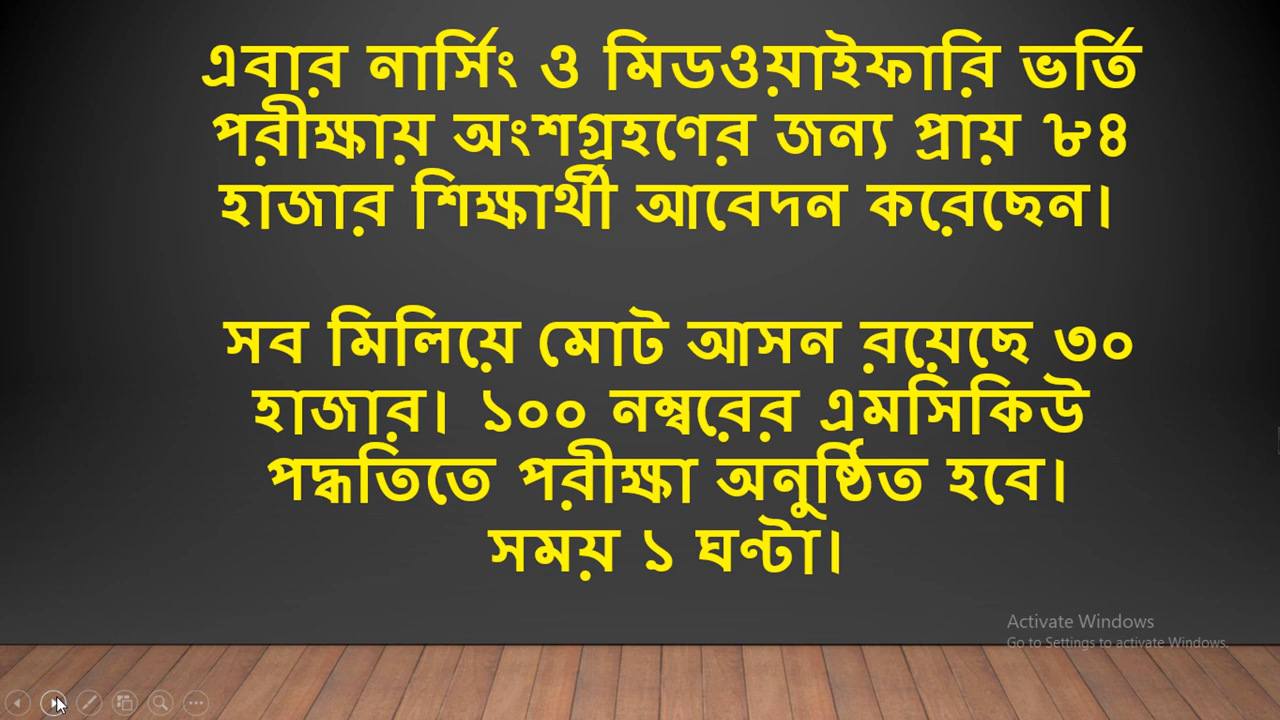 এবার নার্সিং ও মিডওয়াইফারি ভর্তি
পরীক্ষায় অংশগ্রহণের জন্য প্রায় ৮৪
হাজার শিক্ষার্থী আবেদন করেছেন।
সব মিলিয়ে মোট আসন রয়েছে ৩০
হাজার। ১০০ নম্বরের এমসিকিউ
পদ্ধতিতে পরীক্ষা অনুষ্ঠিত হবে।
সময় ১ ঘণ্টা।
Activate Windows
Go to Settings to activate Windows.